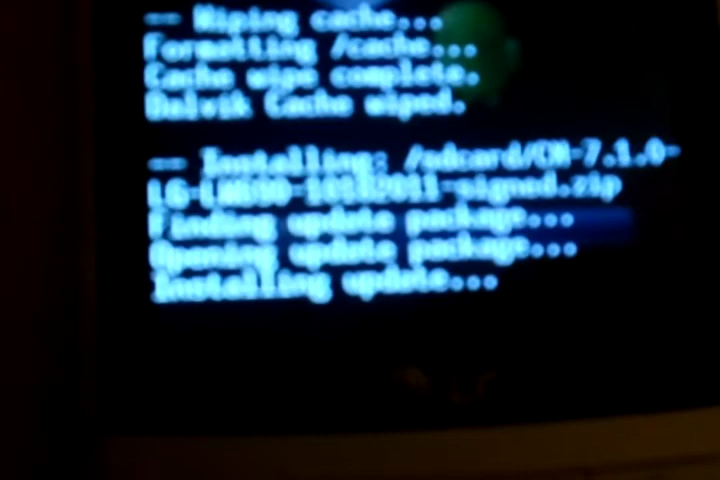 -- Wiping cache...
Formatting /cache...
Cache wipe complete.
Dalvik Cache wiped.
-- Installing: /sdcard/CM-7.1.0-
-signed.zip
Finding update package...
Opening update package...
Installing update...